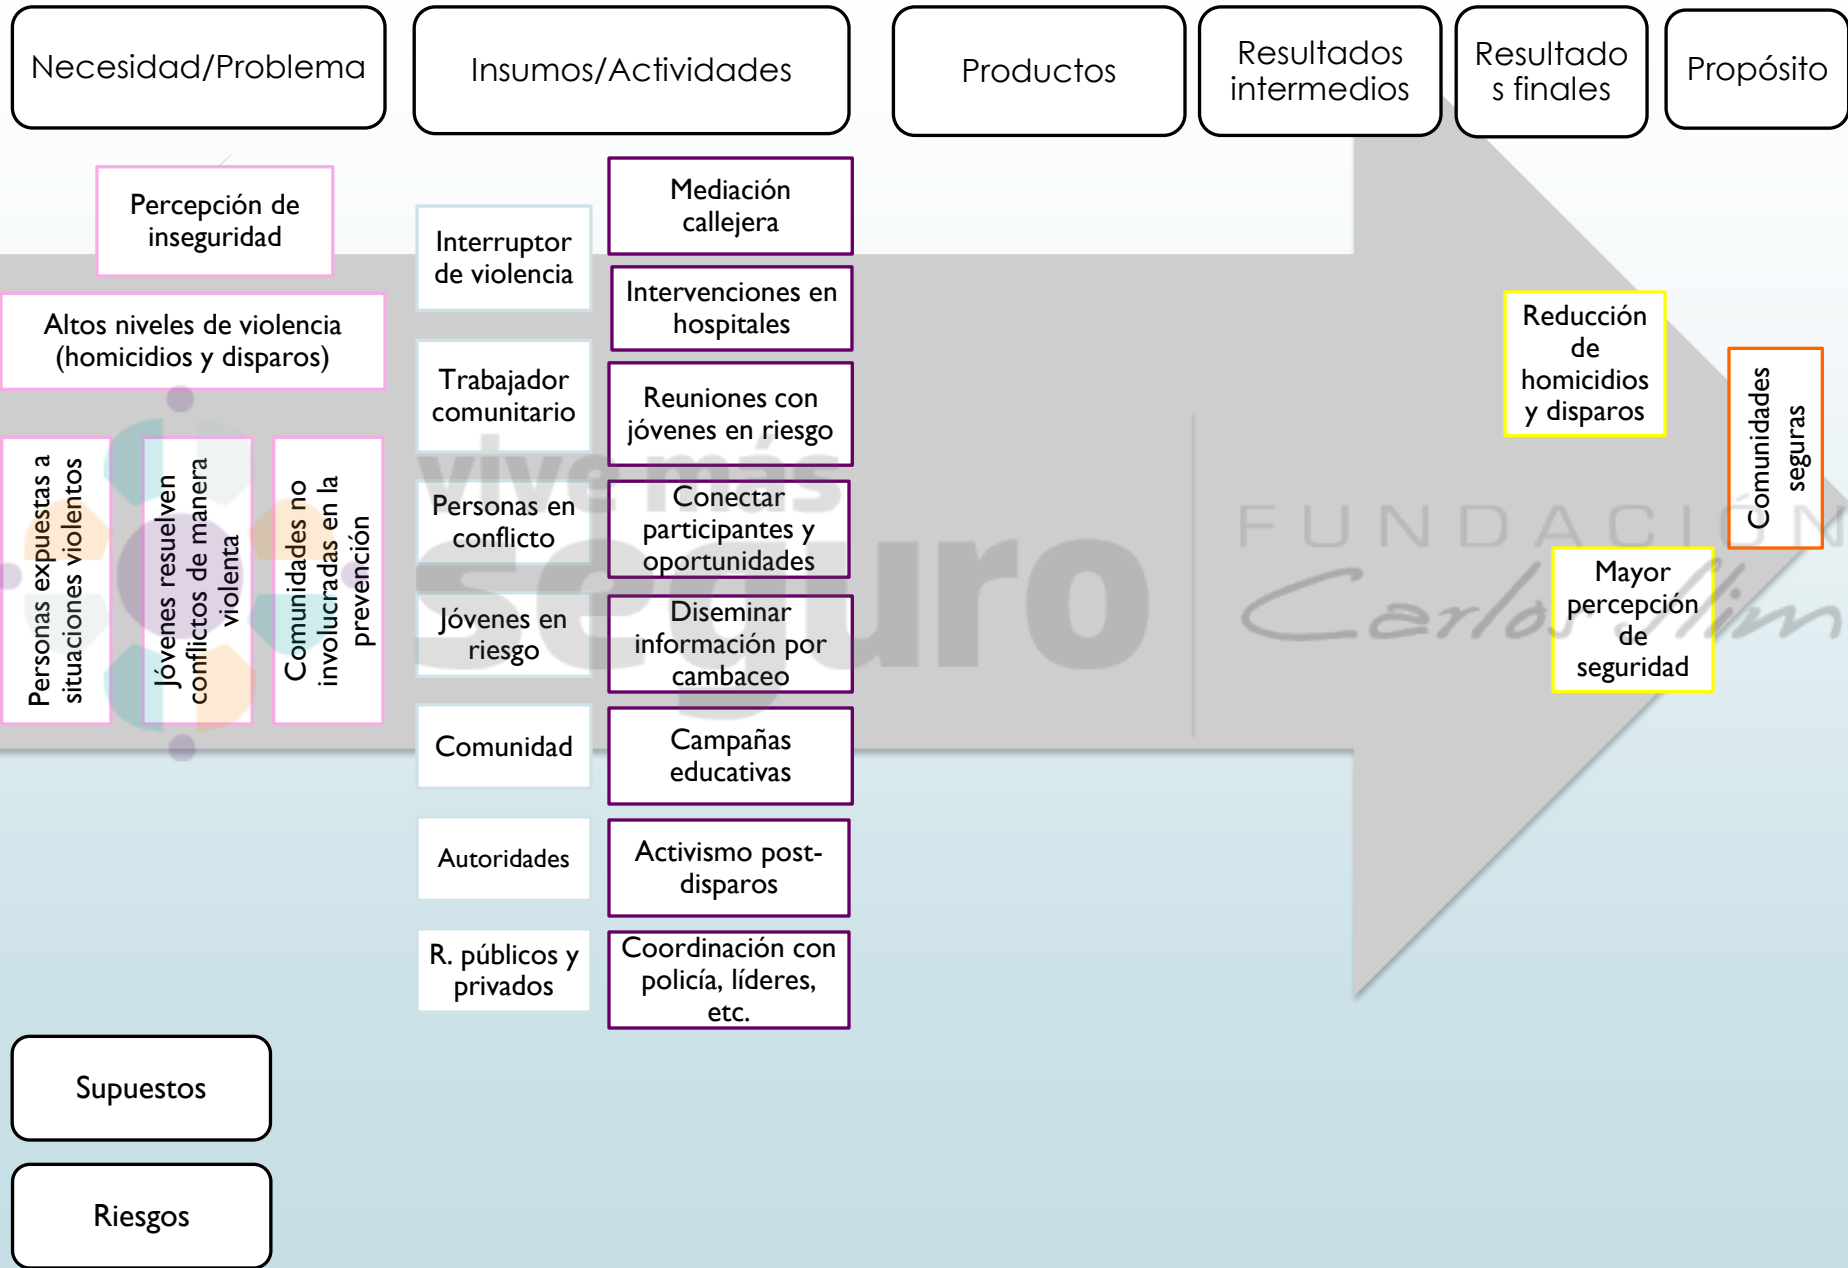 Necesidad/Problema
Insumos/Actividades
Productos
Resultados
intermedios
Resultado
s finales
Propósito
Percepción de
inseguridad
Altos niveles de violencia
(homicidios y disparos)
Personas expuestas a
situaciones violentos
Jóvenes resuelven
conflictos de manera
violenta
Comunidades no
involucradas en la
prevención
Interruptor
de violencia
Trabajador
comunitario
Personas en
conflicto
Jóvenes en
riesgo
Comunidad
Autoridades
R. públicos y
privados
Mediación
callejera
Intervenciones en
hospitales
Reuniones con
jóvenes en riesgo
Conectar
participantes y
oportunidades
Diseminar
información por
cambaceo
Campañas
educativas
Activismo post-
disparos
Coordinación con
policía, líderes,
etc.
Reducción
de
homicidios
y disparos
Mayor
percepción
de
seguridad
Comunidades
seguras
vive más
seguro
FUNDACIÓN
Carlos Slim
Supuestos
Riesgos